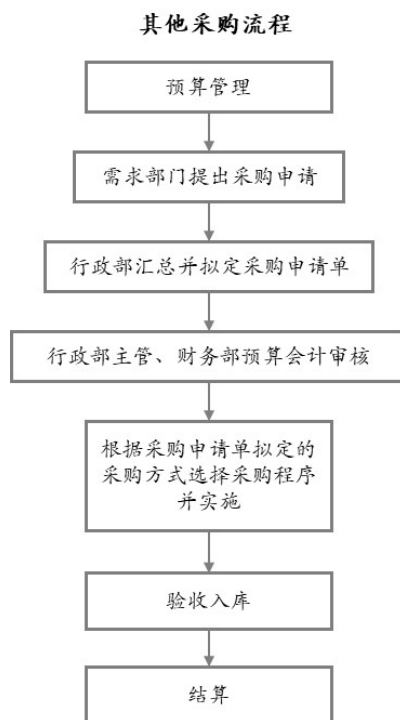 其他采购流程
预算管理
需求部门提出采购申请
行政部汇总并拟定采购申请单
行政部主管、财务部预算会计审核
根据采购申请单拟定的
采购方式选择采购程序
并实施
验收入库
结算